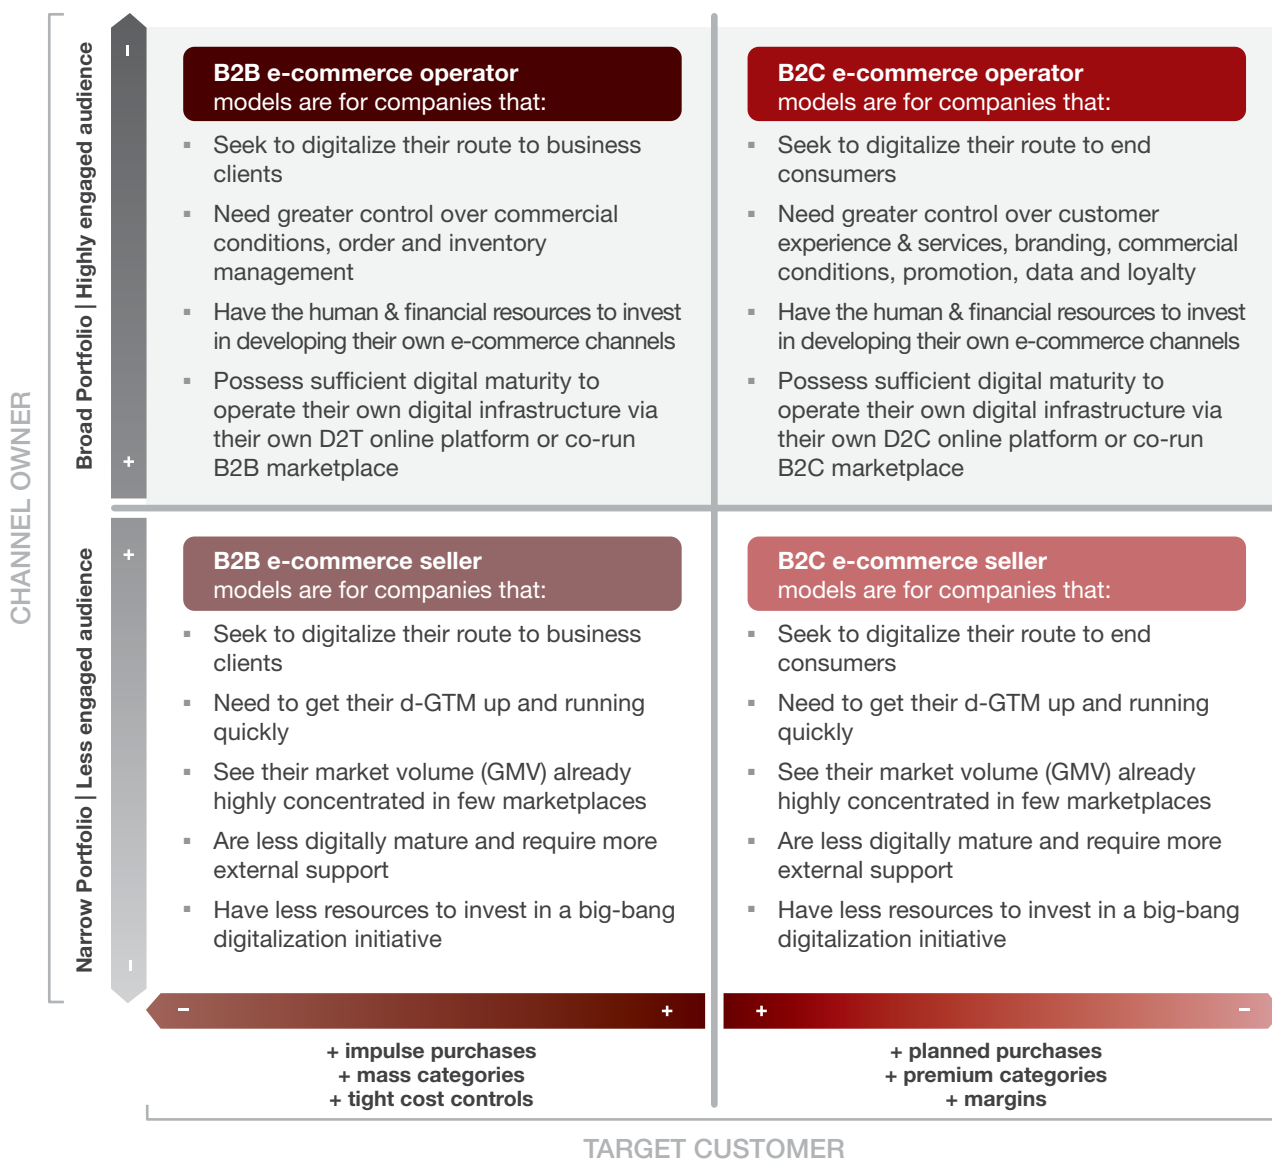 CHANNEL OWNER
Broad Portfolio | Highly engaged audience
–
+
B2B e-commerce operator
models are for companies that:
▪ Seek to digitalize their route to business
clients
▪ Need greater control over commercial
conditions, order and inventory
management
▪ Have the human & financial resources to invest
in developing their own e-commerce channels
▪ Possess sufficient digital maturity to
operate their own digital infrastructure via
their own D2T online platform or co-run
B2B marketplace
B2C e-commerce operator
models are for companies that:
▪ Seek to digitalize their route to end
consumers
▪ Need greater control over customer
experience & services, branding, commercial
conditions, promotion, data and loyalty
▪ Have the human & financial resources to invest
in developing their own e-commerce channels
▪ Possess sufficient digital maturity to
operate their own digital infrastructure via
their own D2C online platform or co-run
B2C marketplace
Narrow Portfolio | Less engaged audience
+
–
B2B e-commerce seller
models are for companies that:
▪ Seek to digitalize their route to business
clients
▪ Need to get their d-GTM up and running
quickly
▪ See their market volume (GMV) already
highly concentrated in few marketplaces
▪ Are less digitally mature and require more
external support
▪ Have less resources to invest in a big-bang
digitalization initiative
B2C e-commerce seller
models are for companies that:
▪ Seek to digitalize their route to end
consumers
▪ Need to get their d-GTM up and running
quickly
▪ See their market volume (GMV) already
highly concentrated in few marketplaces
▪ Are less digitally mature and require more
external support
▪ Have less resources to invest in a big-bang
digitalization initiative
– +
+ –
+ impulse purchases
+ mass categories
+ tight cost controls
+ planned purchases
+ premium categories
+ margins
TARGET CUSTOMER